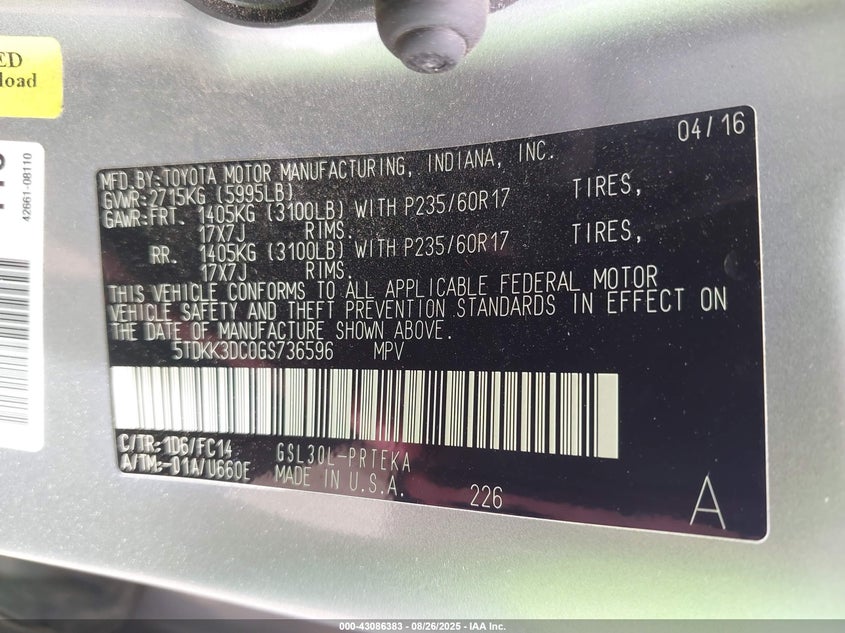 ED
load
42661-08110
04/16
MFD.BY:TOYOTA MOTOR MANUFACTURING, INDIANA, INC.
GVWR:2715KG (5995LB)
GAWR:FRT. 1405KG (3100LB) WITH P235/60R17 TIRES,
17X7J RIMS.
RR. 1405KG (3100LB) WITH P235/60R17 TIRES,
17X7J RIMS.
THIS VEHICLE CONFORMS TO ALL APPLICABLE FEDERAL MOTOR
VEHICLE SAFETY AND THEFT PREVENTION STANDARDS IN EFFECT ON
THE DATE OF MANUFACTURE SHOWN ABOVE.
5TDKK3DC0GS736596 MPV
C/TR:1D6/FC14 GSL30L-PRTEKA
A/TM:-01A/U660E MADE IN U.S.A.
226
A
000-43086383 - 08/26/2025 - IAA Inc.